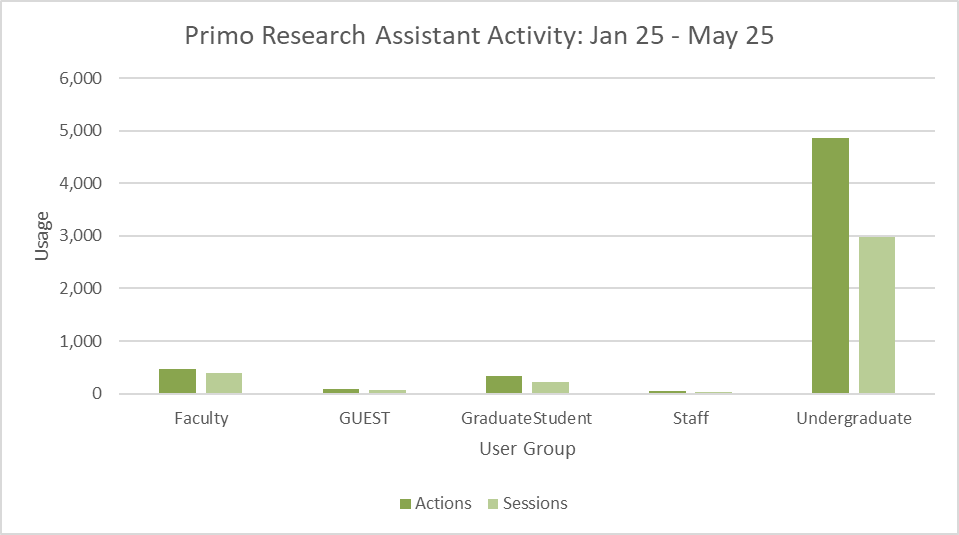 Primo Research Assistant Activity: Jan 25 - May 25
6,000
5,000
4,000
3,000
2,000
1,000
0
Usage
Faculty GUEST GraduateStudent Staff Undergraduate
User Group
Actions Sessions